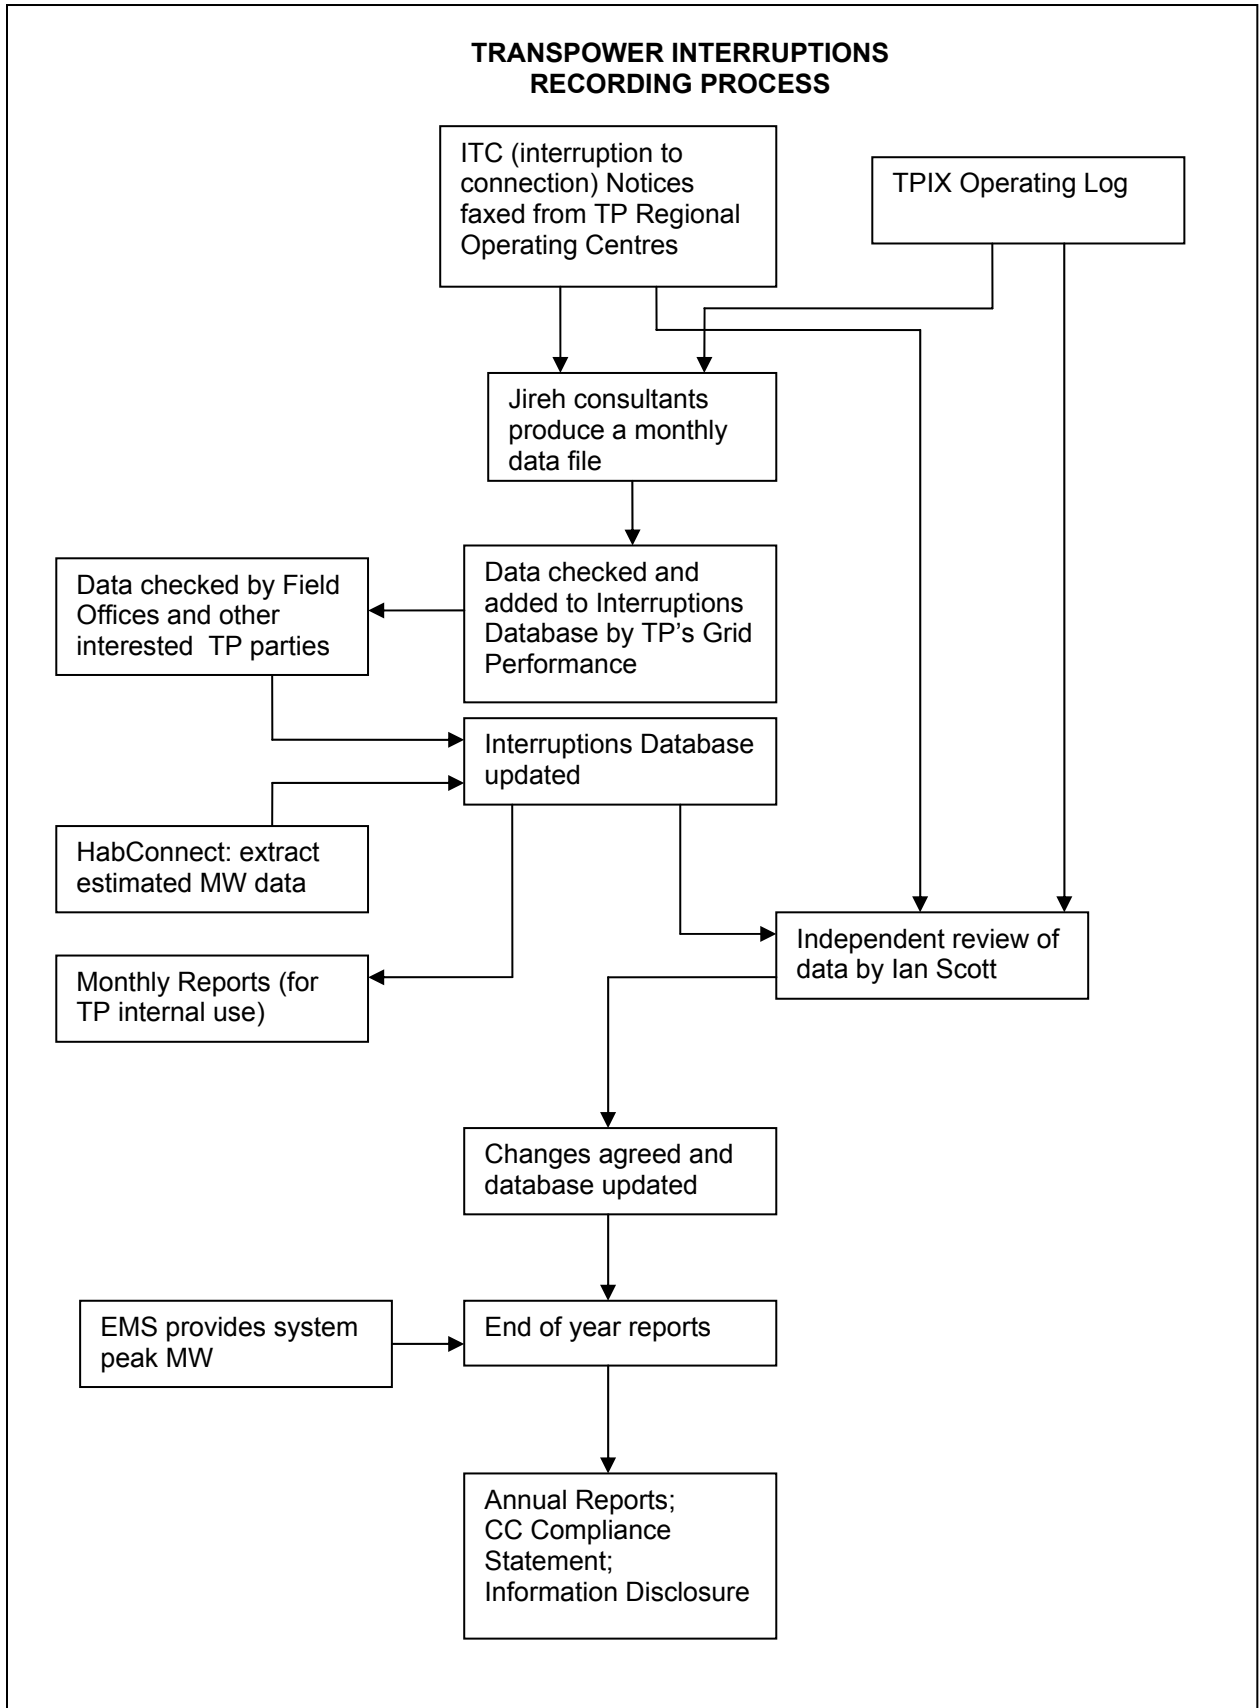 TRANSPOWER INTERRUPTIONS
RECORDING PROCESS
ITC (interruption to
connection) Notices
faxed from TP Regional
Operating Centres
TPIX Operating Log
Jireh consultants
produce a monthly
data file
Data checked by Field
Offices and other
interested  TP parties
Data checked and
added to Interruptions
Database by TP’s Grid
Performance
Interruptions Database
updated
HabConnect: extract
estimated MW data
Independent review of
data by Ian Scott
Monthly Reports (for
TP internal use)
Changes agreed and
database updated
EMS provides system
peak MW
End of year reports
Annual Reports;
CC Compliance
Statement;
Information Disclosure